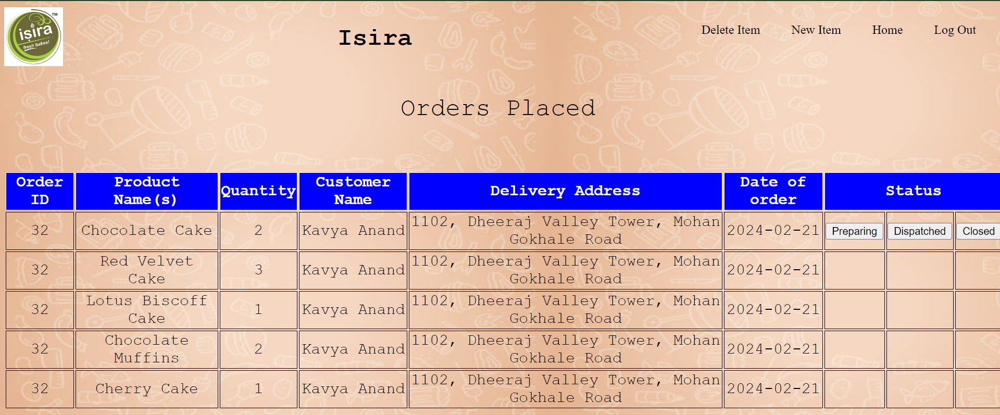 TM
isira
fresh bakes!
Isira
Delete Item New Item Home Log Out
Orders Placed
Order ID Product Name(s) Quantity Customer Name Delivery Address Date of order Status
32 Chocolate Cake 2 Kavya Anand 1102, Dheeraj Valley Tower, Mohan Gokhale Road 2024-02-21 Preparing Dispatched Closed
32 Red Velvet Cake 3 Kavya Anand 1102, Dheeraj Valley Tower, Mohan Gokhale Road 2024-02-21
32 Lotus Biscoff Cake 1 Kavya Anand 1102, Dheeraj Valley Tower, Mohan Gokhale Road 2024-02-21
32 Chocolate Muffins 2 Kavya Anand 1102, Dheeraj Valley Tower, Mohan Gokhale Road 2024-02-21
32 Cherry Cake 1 Kavya Anand 1102, Dheeraj Valley Tower, Mohan Gokhale Road 2024-02-21